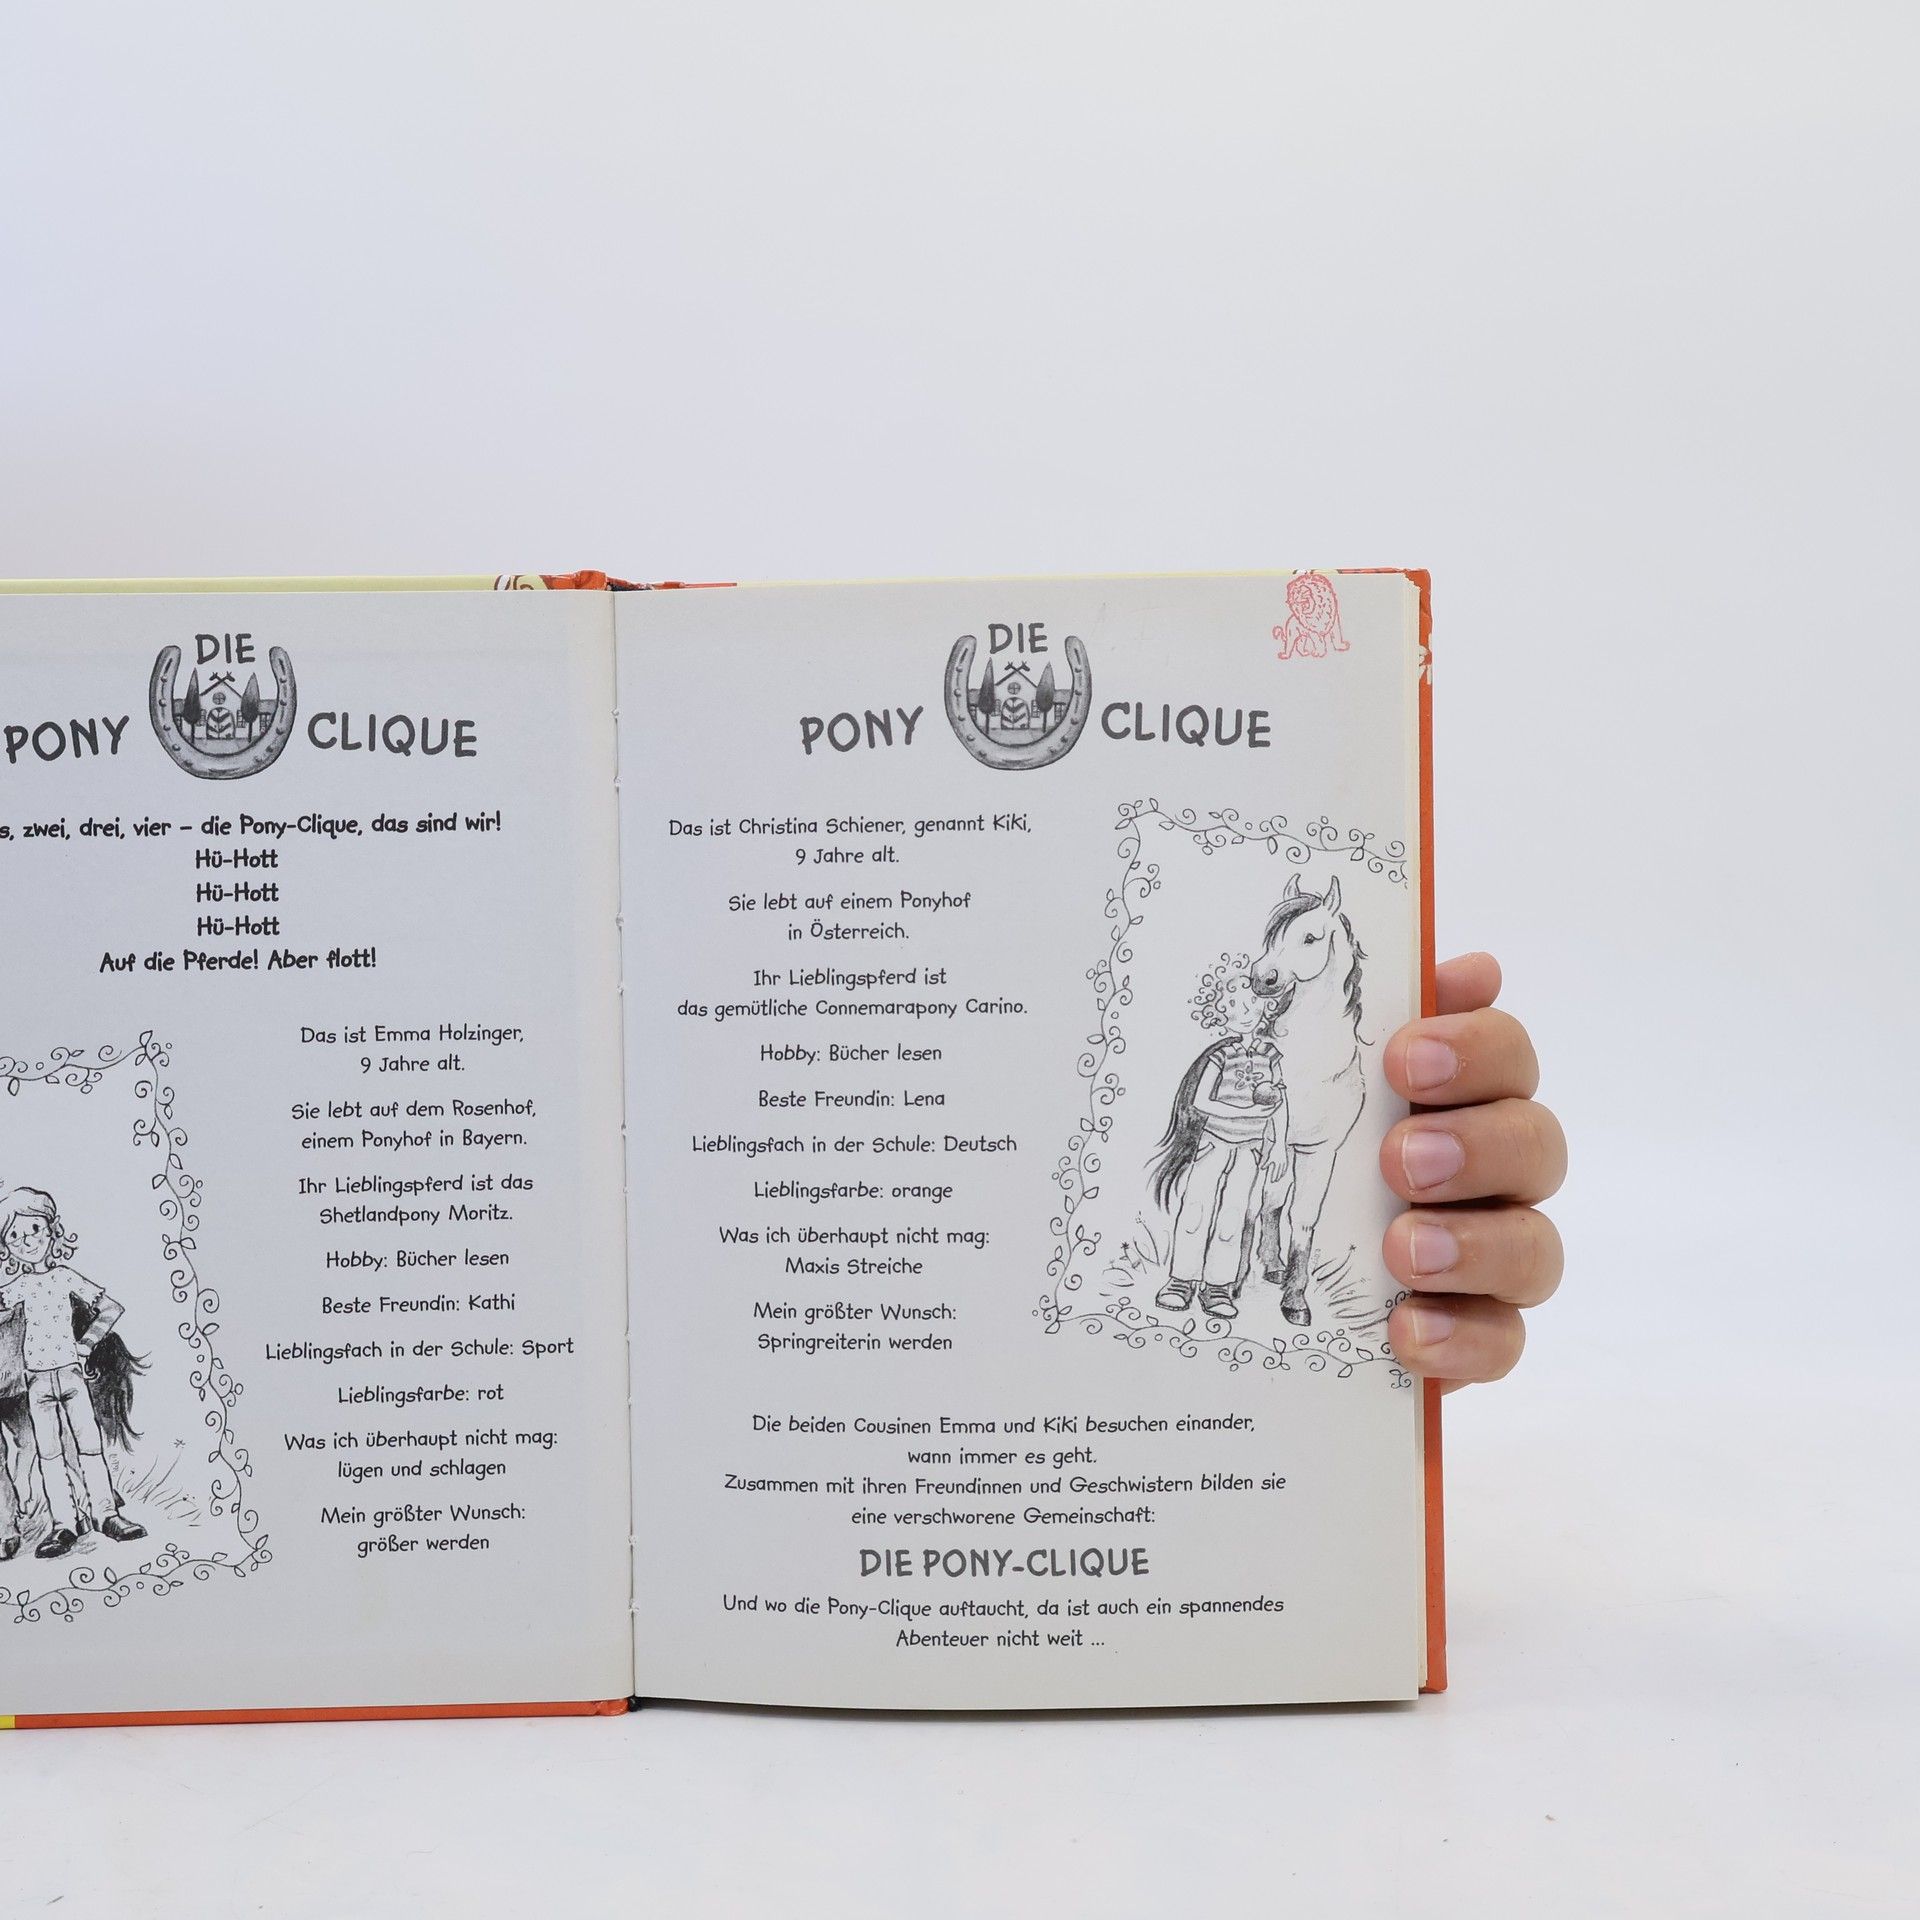 DIE
PONY CLIQUE
zwei, drei, vier – die Pony-Clique, das sind wir!
Hü-Hott
Hü-Hott
Hü-Hott
Auf die Pferde! Aber flott!
Das ist Emma Holzinger,
9 Jahre alt.
Sie lebt auf dem Rosenhof,
einem Ponyhof in Bayern.
Ihr Lieblingspferd ist das
Shetlandpony Moritz.
Hobby: Bücher lesen
Beste Freundin: Kathi
Lieblingsfach in der Schule: Sport
Lieblingsfarbe: rot
Was ich überhaupt nicht mag:
lügen und schlagen
Mein größter Wunsch:
größer werden
DIE
PONY CLIQUE
Das ist Christina Schiener, genannt Kiki,
9 Jahre alt.
Sie lebt auf einem Ponyhof
in Österreich.
Ihr Lieblingspferd ist
das gemütliche Connemarapony Carino.
Hobby: Bücher lesen
Beste Freundin: Lena
Lieblingsfach in der Schule: Deutsch
Lieblingsfarbe: orange
Was ich überhaupt nicht mag:
Maxis Streiche
Mein größter Wunsch:
Springreiterin werden
Die beiden Cousinen Emma und Kiki besuchen einander,
wann immer es geht.
Zusammen mit ihren Freundinnen und Geschwistern bilden sie
eine verschworene Gemeinschaft:
DIE PONY-CLIQUE
Und wo die Pony-Clique auftaucht, da ist auch ein spannendes
Abenteuer nicht weit ...